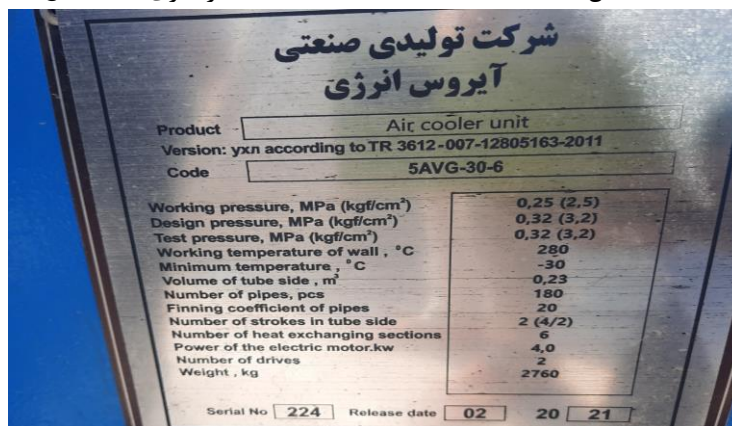 شرکت تولیدی صنعتی
آیروس انرژی
Product Air cooler unit
Version: yxл according to TR 3612-007-12805163-2011
Code 5AVG-30-6
Working pressure, MPa (kgf/cm²) 0,25 (2,5)
Design pressure, MPa (kgf/cm²) 0,32 (3,2)
Test pressure, MPa (kgf/cm²) 0,32 (3,2)
Working temperature of wall , °C 280
Minimum temperature , °C -30
Volume of tube side , m³ 0,23
Number of pipes, pcs 180
Finning coefficient of pipes 20
Number of strokes in tube side 2 (4/2)
Number of heat exchanging sections 6
Power of the electric motor.kw 4,0
Number of drives 2
Weight , kg 2760
Serial No 224 Release date 02 20 21